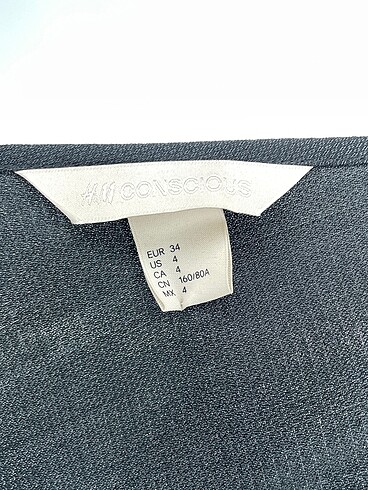 H&M CONSCIOUS
EUR 34
US 4
CA 4
CN 160/80A
MX 4